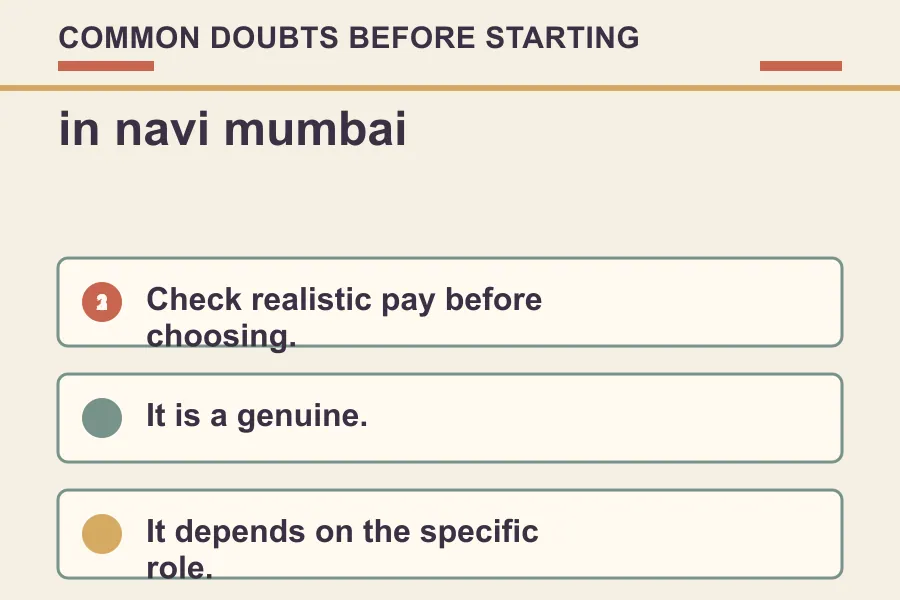 COMMON DOUBTS BEFORE STARTING
in navi mumbai
Check realistic pay before
choosing.
It is a genuine.
It depends on the specific
role.